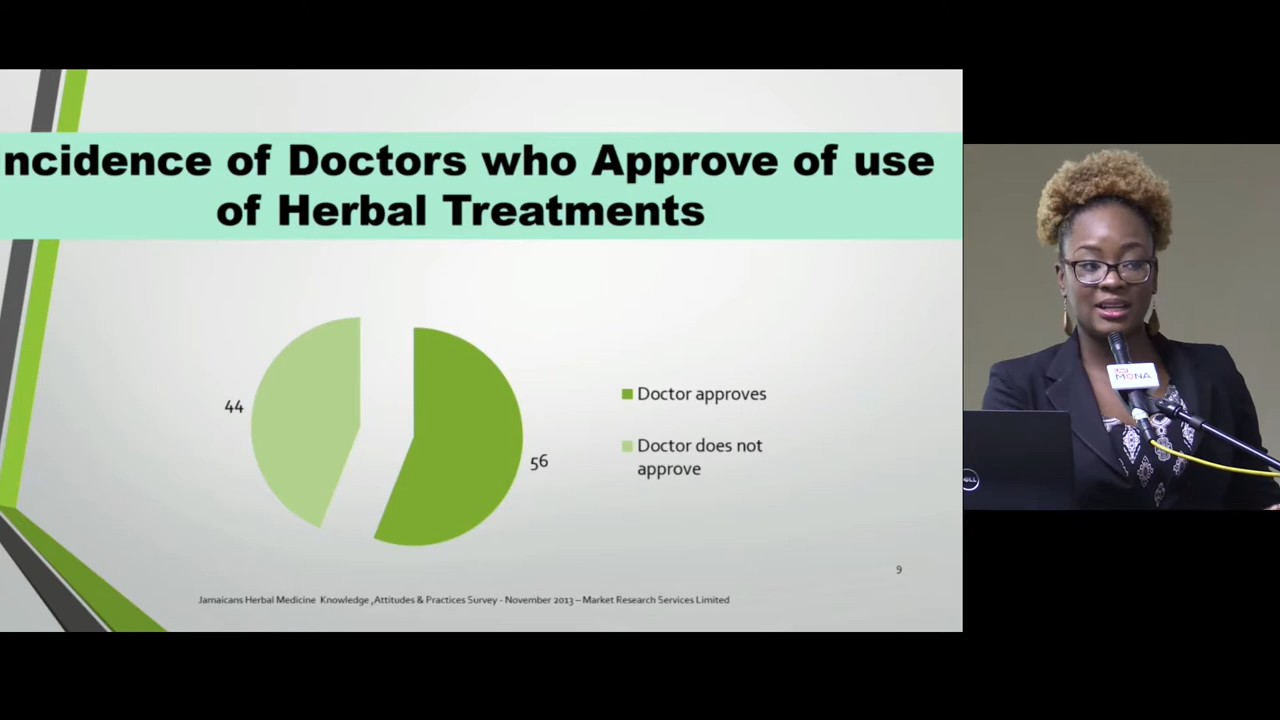 ncidence of Doctors who Approve of use
of Herbal Treatments
44
56
Doctor approves
Doctor does not
approve
9
Jamaicans Herbal Medicine Knowledge ,Attitudes & Practices Survey - November 2013 – Market Research Services Limited
MONA
DELL